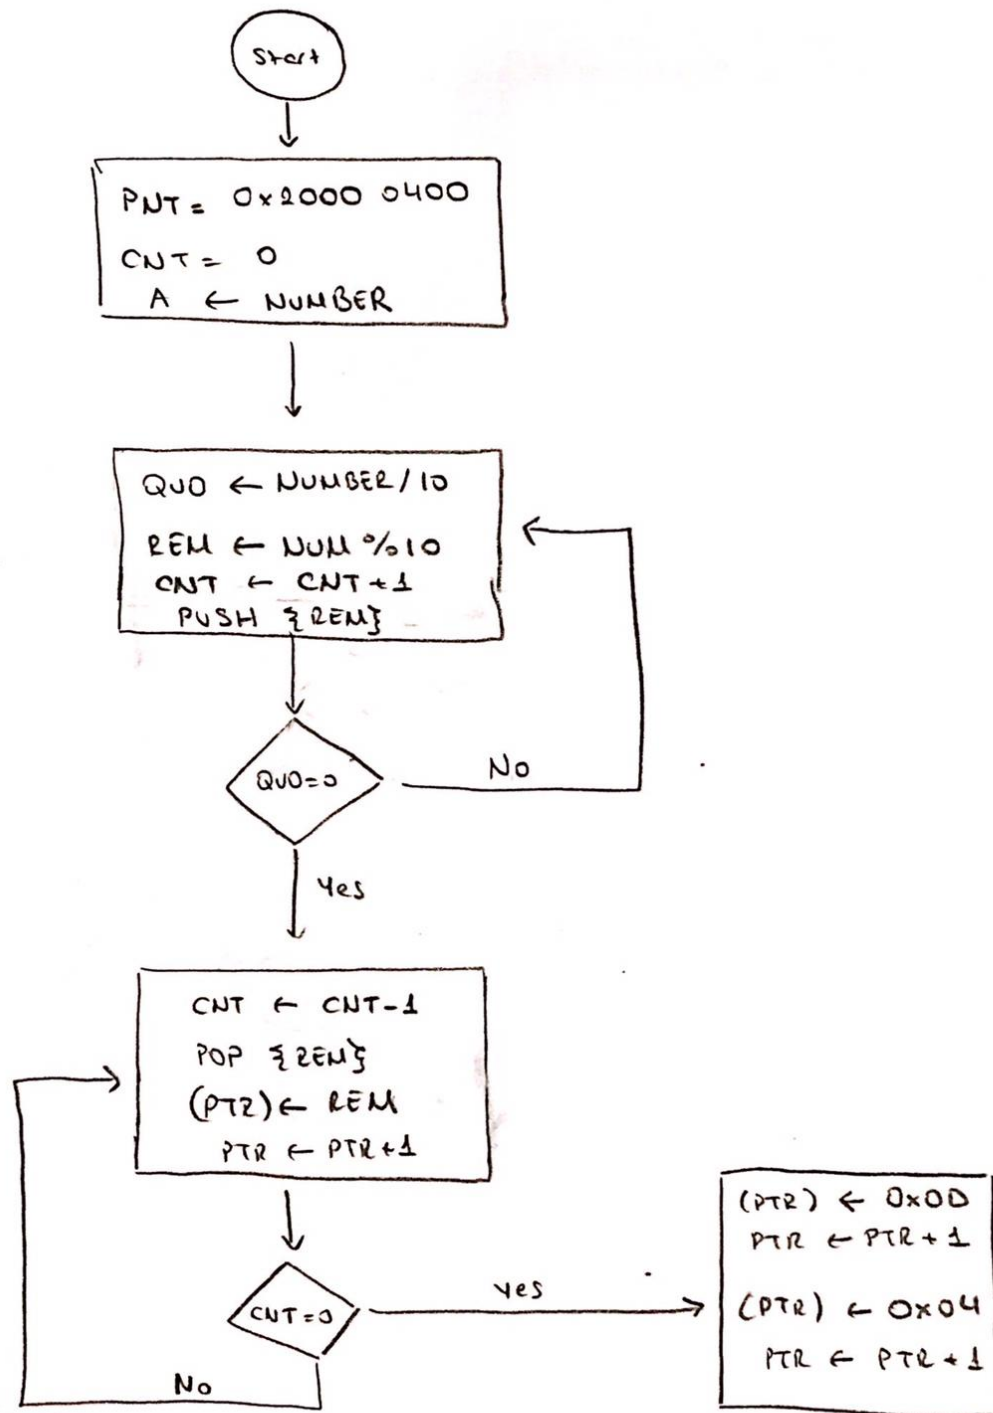 Start
PNT = 0x2000 0400
CNT = 0
A ← NUMBER
QUO ← NUMBER/10
REM ← NUM %10
CNT ← CNT+1
PUSH {REM}
QUO=0
No
Yes
CNT ← CNT-1
POP {REM}
(PTR) ← REM
PTR ← PTR+1
CNT=0
Yes
No
(PTR) ← 0x0D
PTR ← PTR+1
(PTR) ← 0x04
PTR ← PTR+1